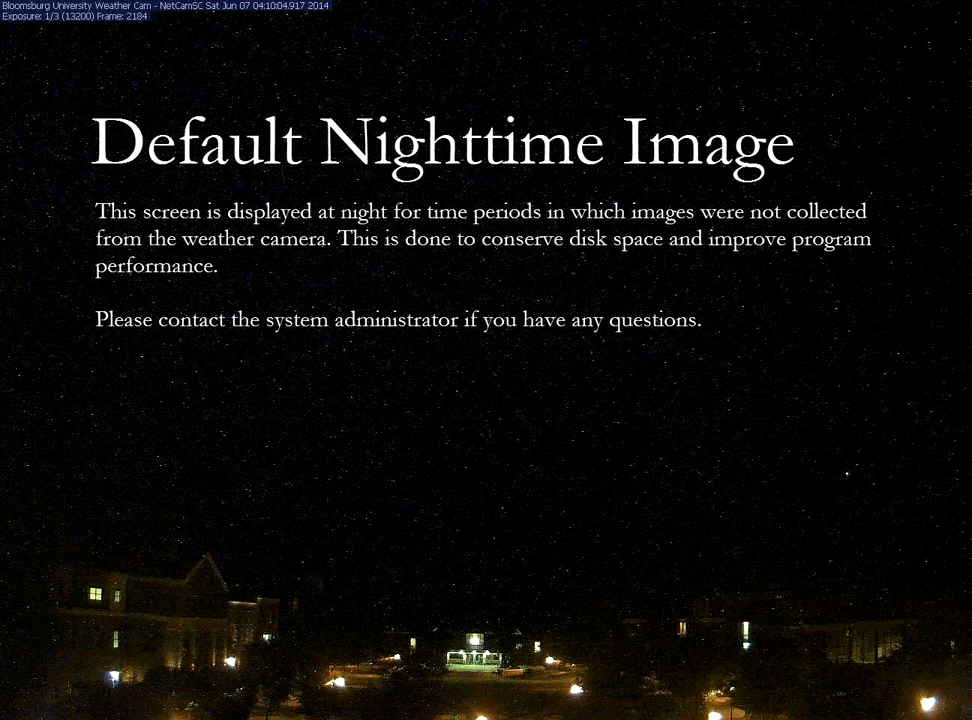 Bloomsburg University Weather Cam - NetCamSC Sat Jun 07 04:10:04.917 2014
Exposure: 1/3 (13200) Frame: 2184
Default Nighttime Image
This screen is displayed at night for time periods in which images were not collected
from the weather camera. This is done to conserve disk space and improve program
performance.
Please contact the system administrator if you have any questions.